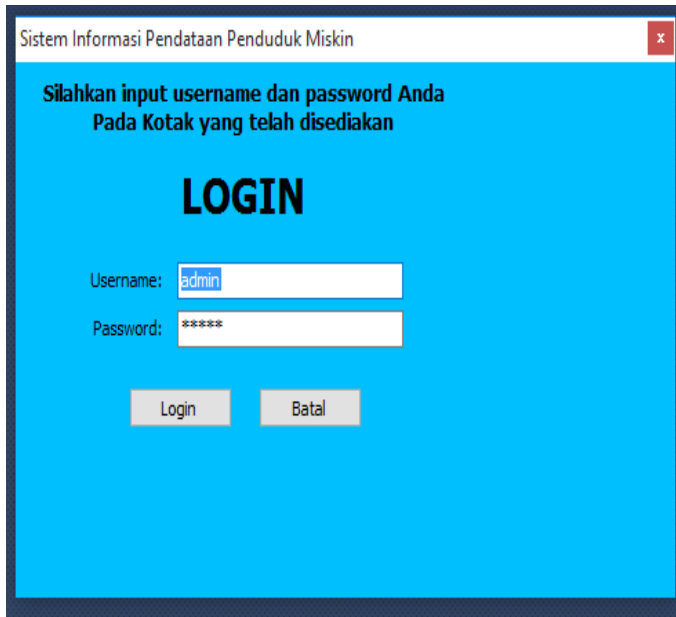 Sistem Informasi Pendataan Penduduk Miskin
x
Silahkan input username dan password Anda
Pada Kotak yang telah disediakan
LOGIN
Username: admin
Password: *****
Login Batal